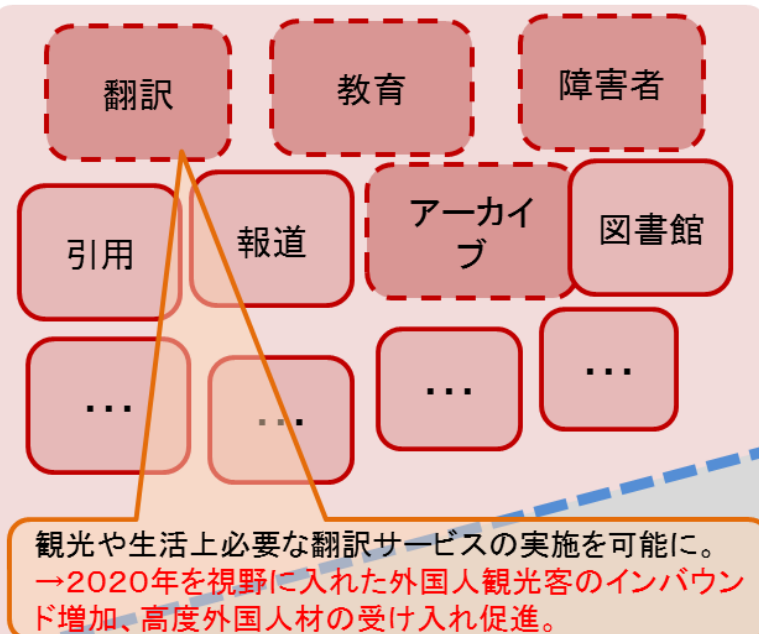 翻訳
教育
障害者
引用
報道
アーカイ
ブ
図書館
･･･
･･･
･･･
･･･
観光や生活上必要な翻訳サービスの実施を可能に。
→2020年を視野に入れた外国人観光客のインバウン
ド増加、高度外国人材の受け入れ促進。